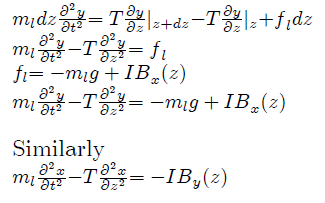 m_l dz ∂²y/∂t² = T ∂y/∂z|_{z+dz} − T ∂y/∂z|_z + f_l dz
m_l ∂²y/∂t² − T ∂²y/∂z² = f_l
f_l = −m_l g + IB_x(z)
m_l ∂²y/∂t² − T ∂²y/∂z² = −m_l g + IB_x(z)
Similarly
m_l ∂²x/∂t² − T ∂²x/∂z² = −IB_y(z)